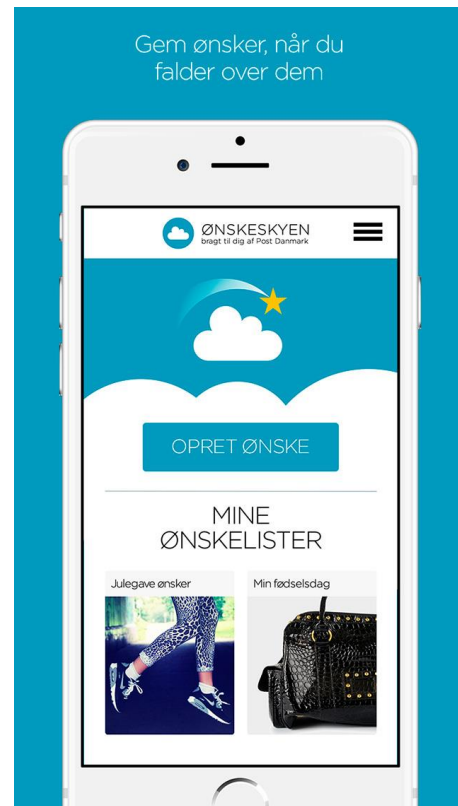 Gem ønsker, når du
falder over dem
ØNSKESKYEN
bragt til dig af Post Danmark
OPRET ØNSKE
MINE
ØNSKELISTER
Julegave ønsker
Min fødselsdag